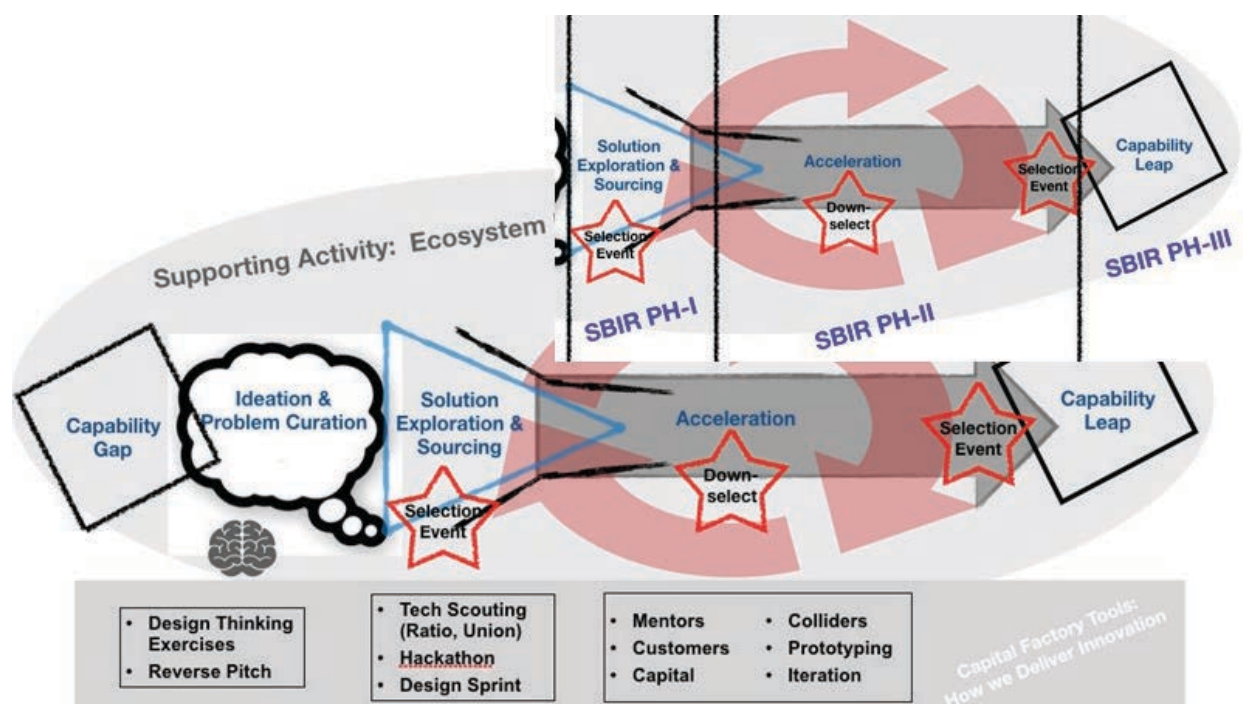 Solution
Exploration &
Sourcing
Selection
Event
Acceleration
Down-
select
Selection
Event
Capability
Leap
SBIR PH-I
SBIR PH-II
SBIR PH-III
Supporting Activity: Ecosystem
Capability
Gap
Ideation &
Problem Curation
Solution
Exploration &
Sourcing
Selection
Event
Acceleration
Down-
select
Selection
Event
Capability
Leap
• Design Thinking
Exercises
• Reverse Pitch
• Tech Scouting
(Ratio, Union)
• Hackathon
• Design Sprint
• Mentors
• Customers
• Capital
• Colliders
• Prototyping
• Iteration
Capital Factory Tools:
How we Deliver Innovation